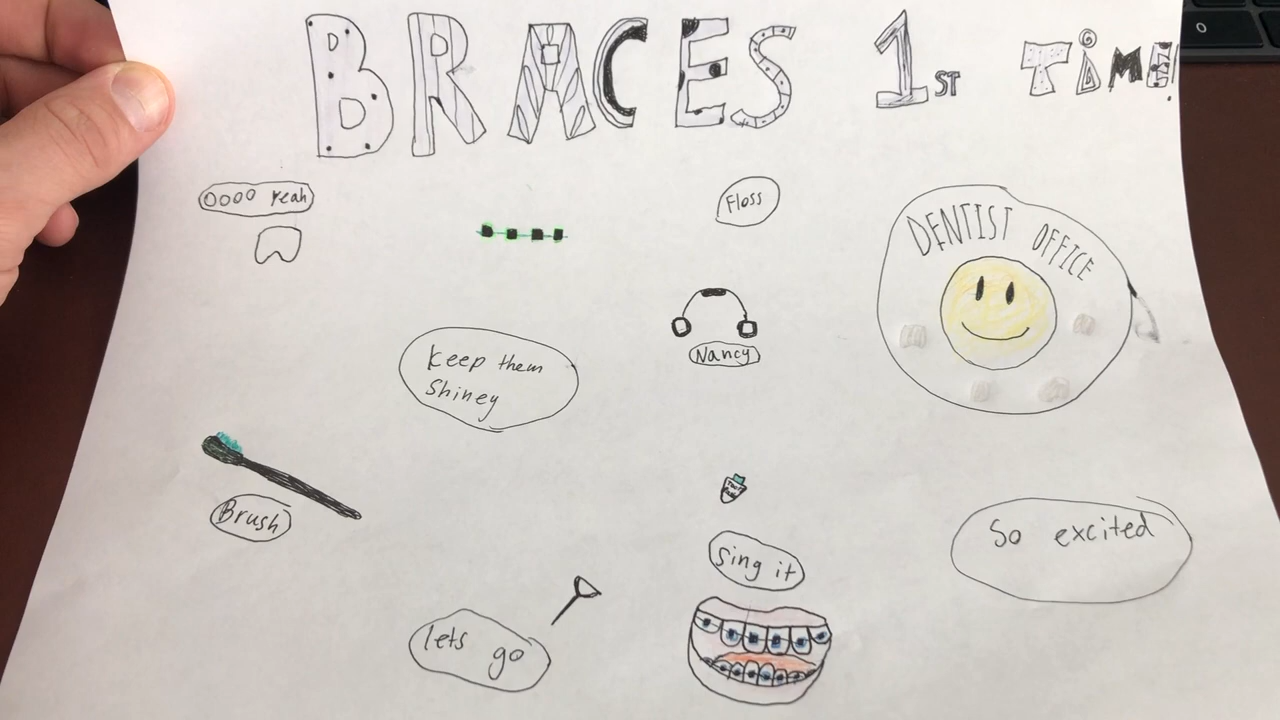 BRACES 1ST TiME!
oooo Yeah
Floss
DENTIST OFFICE
Nancy
keep them
Shiney
Brush
Sing it
So excited
lets go